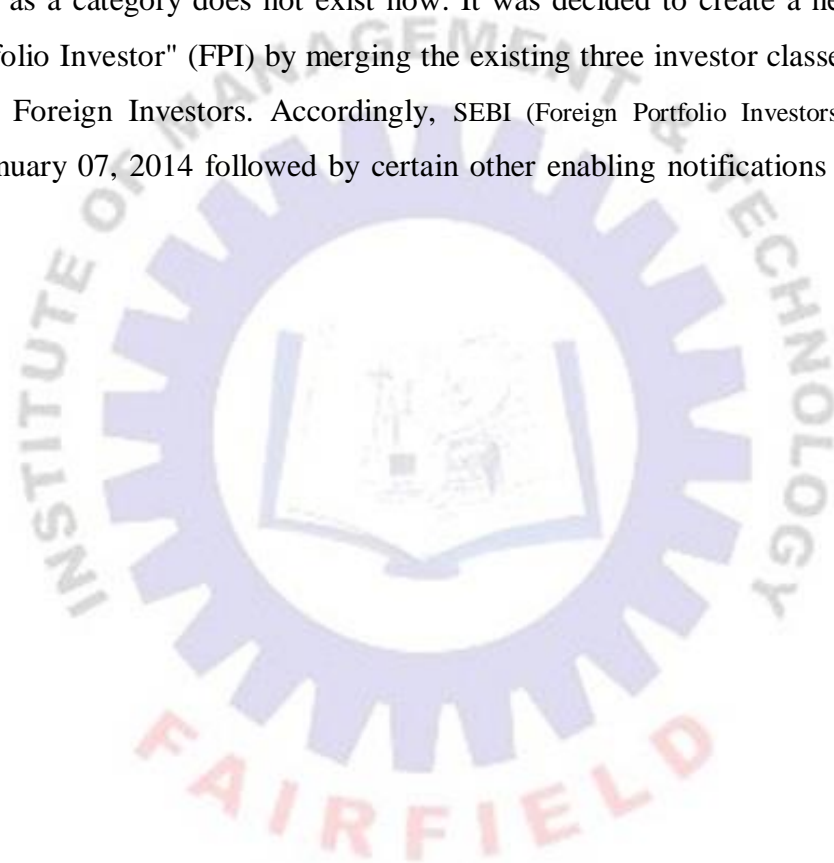 as a category does not exist now. It was decided to create a ne
folio Investor" (FPI) by merging the existing three investor classe
Foreign Investors. Accordingly, SEBI (Foreign Portfolio Investors
nuary 07, 2014 followed by certain other enabling notifications
INSTITUTE OF MANAGEMENT & TECHNOLOGY
FAIRFIELD